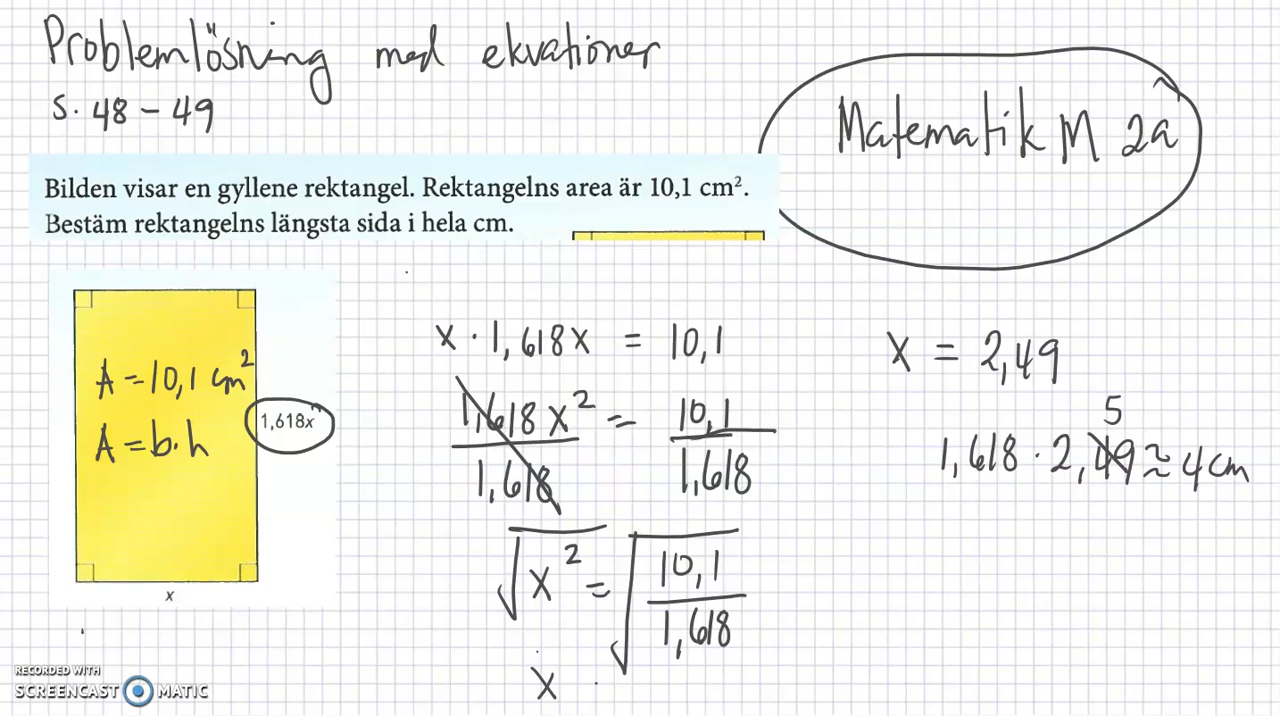 Problemlösning med ekvationer
s. 48 – 49
Matematik M 2a
Bilden visar en gyllene rektangel. Rektangelns area är 10,1 cm².
Bestäm rektangelns längsta sida i hela cm.
A = 10,1 cm²
A = b · h
1,618x
x
x · 1,618x = 10,1
1,618x² = 10,1
1,618 1,618
√x² = √10,1
1,618
x
x = 2,49
5
1,618 · 2,49 ≈ 4 cm
RECORDED WITH
SCREENCAST MATIC